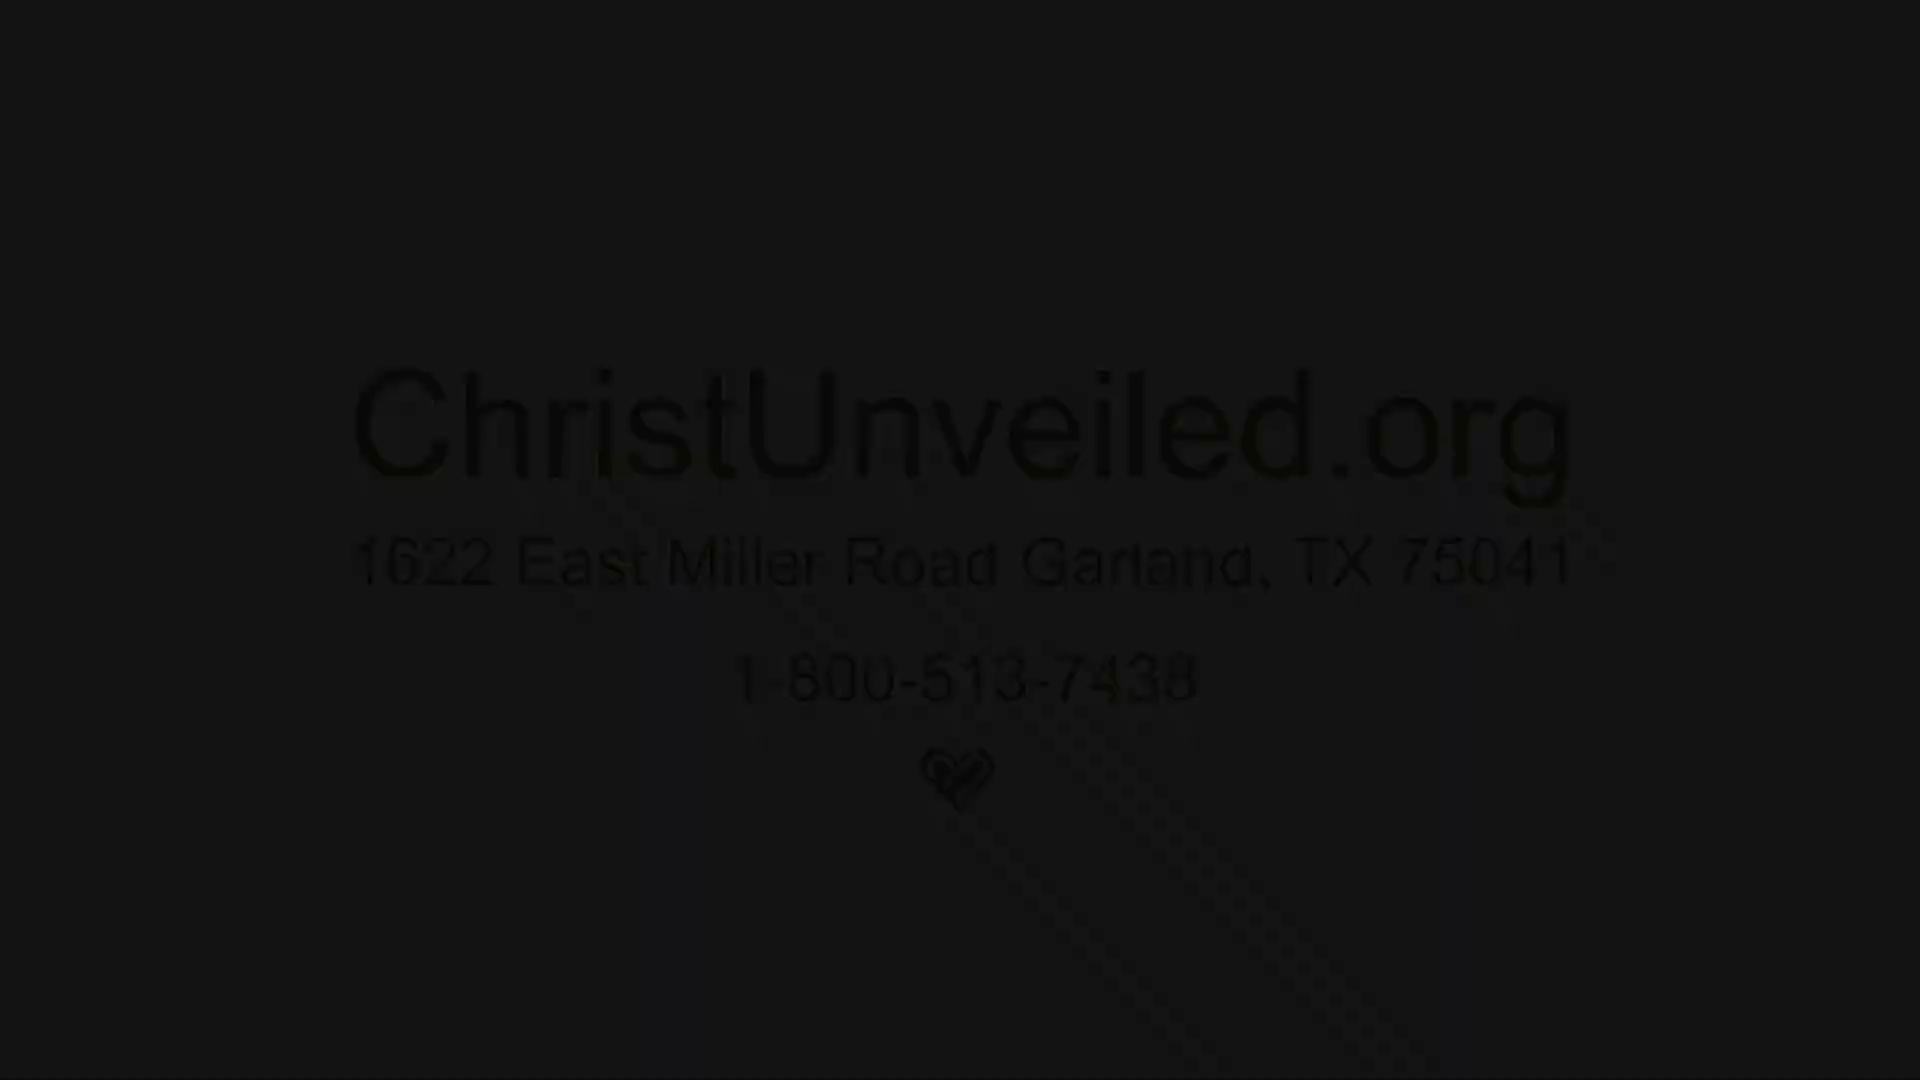 ChristUnveiled.org
1622 East Miller Road Garland, TX 75041
1-800-513-7438